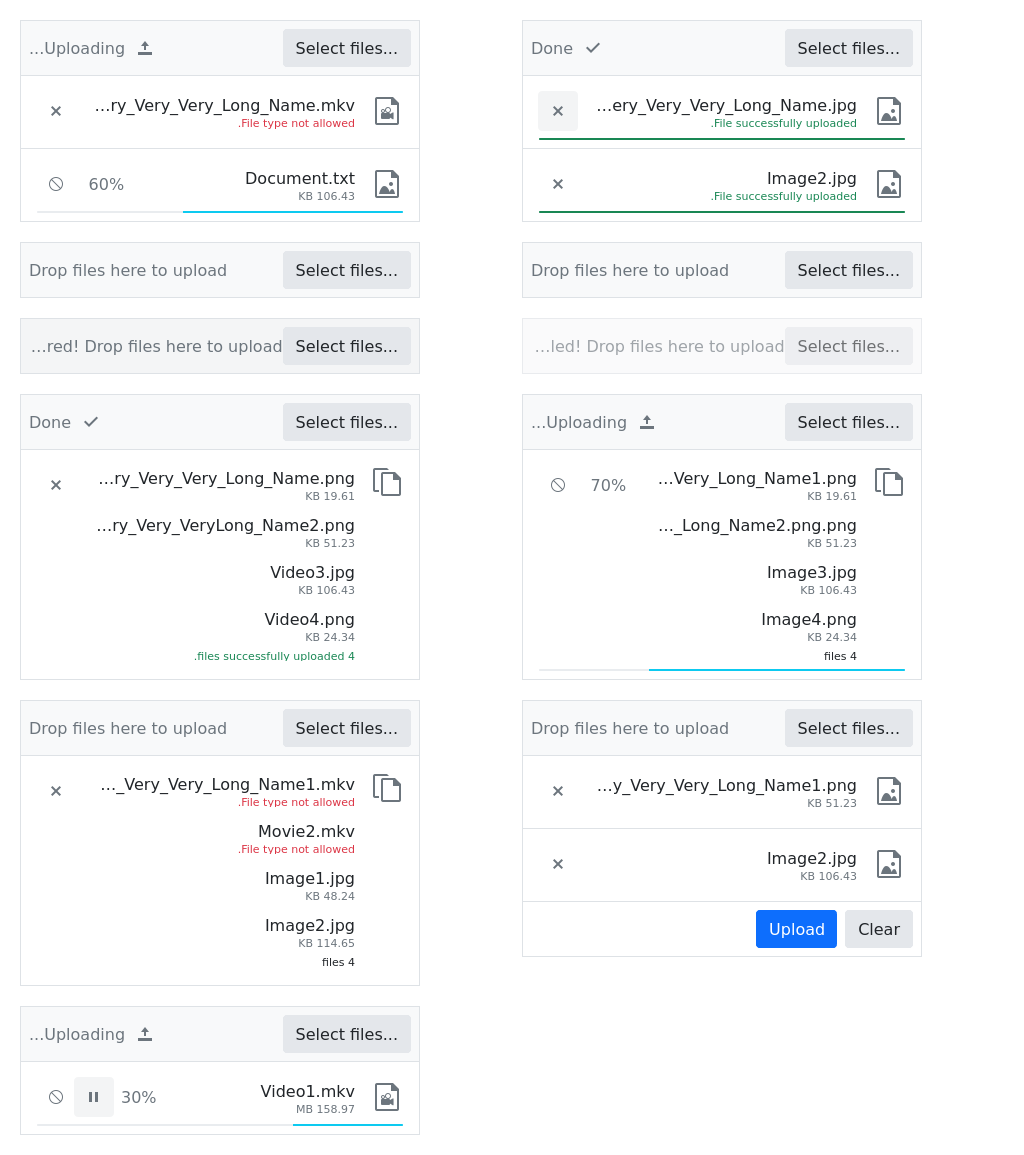 ...Uploading
Select files...
...ry_Very_Very_Long_Name.mkv
.File type not allowed
60%
Document.txt
KB 106.43
Drop files here to upload
Select files...
...red! Drop files here to upload
Select files...
Done
Select files...
...ry_Very_Very_Long_Name.png
KB 19.61
...ry_Very_VeryLong_Name2.png
KB 51.23
Video3.jpg
KB 106.43
Video4.png
KB 24.34
.files successfully uploaded 4
Drop files here to upload
Select files...
..._Very_Very_Long_Name1.mkv
.File type not allowed
Movie2.mkv
.File type not allowed
Image1.jpg
KB 48.24
Image2.jpg
KB 114.65
files 4
...Uploading
Select files...
30%
Video1.mkv
MB 158.97
Done
Select files...
...ery_Very_Very_Long_Name.jpg
.File successfully uploaded
Image2.jpg
.File successfully uploaded
Drop files here to upload
Select files...
...led! Drop files here to upload
Select files...
...Uploading
Select files...
70%
...Very_Long_Name1.png
KB 19.61
..._Long_Name2.png.png
KB 51.23
Image3.jpg
KB 106.43
Image4.png
KB 24.34
files 4
Drop files here to upload
Select files...
...y_Very_Very_Long_Name1.png
KB 51.23
Image2.jpg
KB 106.43
Upload
Clear